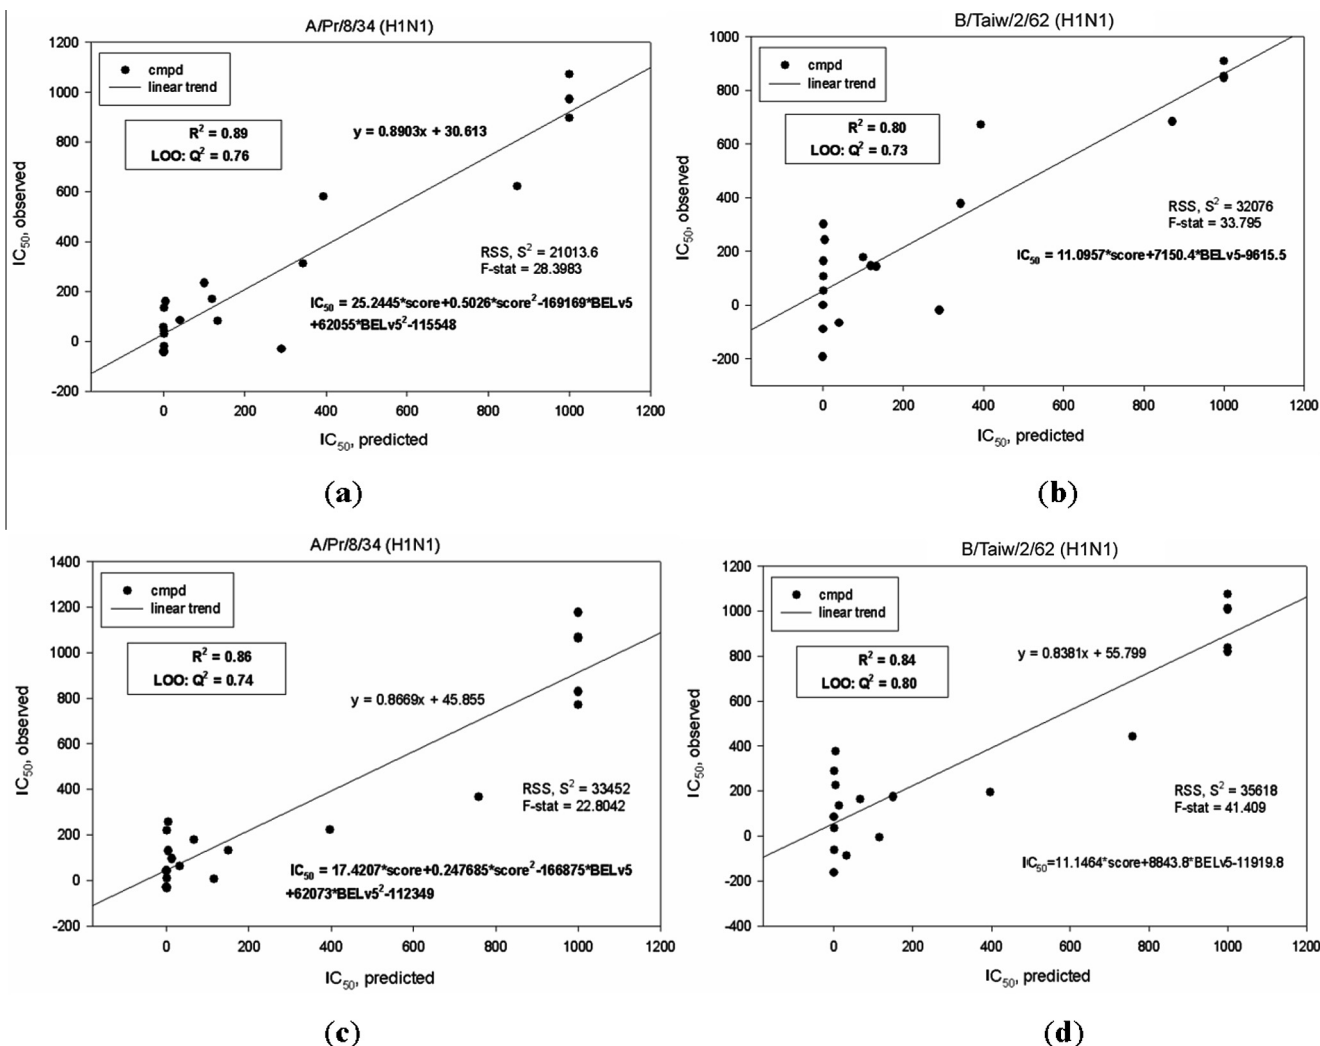 A/Pr/8/34 (H1N1)
1200
1000
800
600
400
200
0
-200
IC50, observed
cmpd
linear trend
R2 = 0.89
LOO: Q2 = 0.76
y = 0.8903x + 30.613
RSS, S2 = 21013.6
F-stat = 28.3983
IC50 = 25.2445*score+0.5026*score2-169169*BELv5
+62055*BELv52-115548
0 200 400 600 800 1000 1200
IC50, predicted
(a)
B/Taiw/2/62 (H1N1)
1000
800
600
400
200
0
-200
IC50, observed
cmpd
linear trend
R2 = 0.80
LOO: Q2 = 0.73
RSS, S2 = 32076
F-stat = 33.795
IC50 = 11.0957*score+7150.4*BELv5-9615.5
0 200 400 600 800 1000 1200
IC50, predicted
(b)
A/Pr/8/34 (H1N1)
1400
1200
1000
800
600
400
200
0
-200
IC50, observed
cmpd
linear trend
R2 = 0.86
LOO: Q2 = 0.74
y = 0.8669x + 45.855
RSS, S2 = 33452
F-stat = 22.8042
IC50 = 17.4207*score+0.247685*score2-166875*BELv5
+62073*BELv52-112349
0 200 400 600 800 1000 1200
IC50, predicted
(c)
B/Taiw/2/62 (H1N1)
1200
1000
800
600
400
200
0
-200
-400
IC50, observed
cmpd
linear trend
R2 = 0.84
LOO: Q2 = 0.80
y = 0.8381x + 55.799
RSS, S2 = 35618
F-stat = 41.409
IC50=11.1464*score+8843.8*BELv5-11919.8
0 200 400 600 800 1000 1200
IC50, predicted
(d)